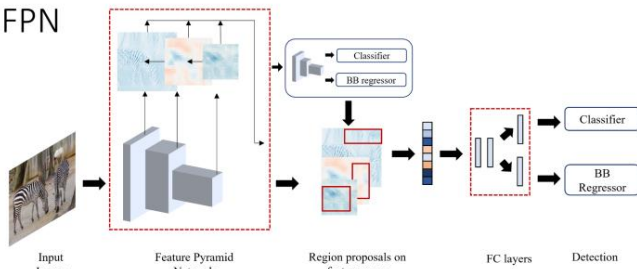 FPN
Classifier
BB regressor
Classifier
BB
Regressor
Input
Feature Pyramid
Region proposals on
FC layers
Detection